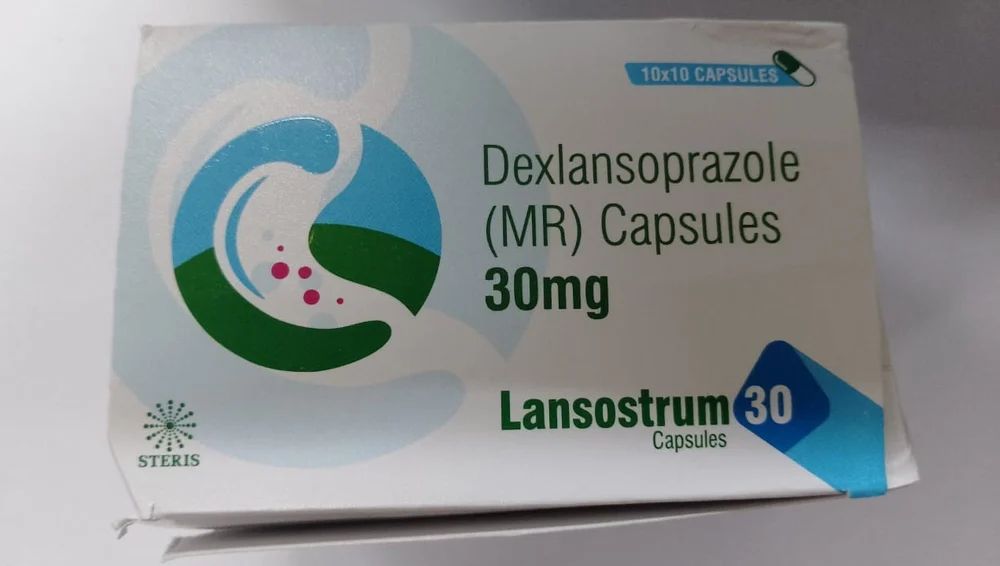 10x10 CAPSULES
Dexlansoprazole
(MR) Capsules
30mg
Lansostrum 30
Capsules
STERIS